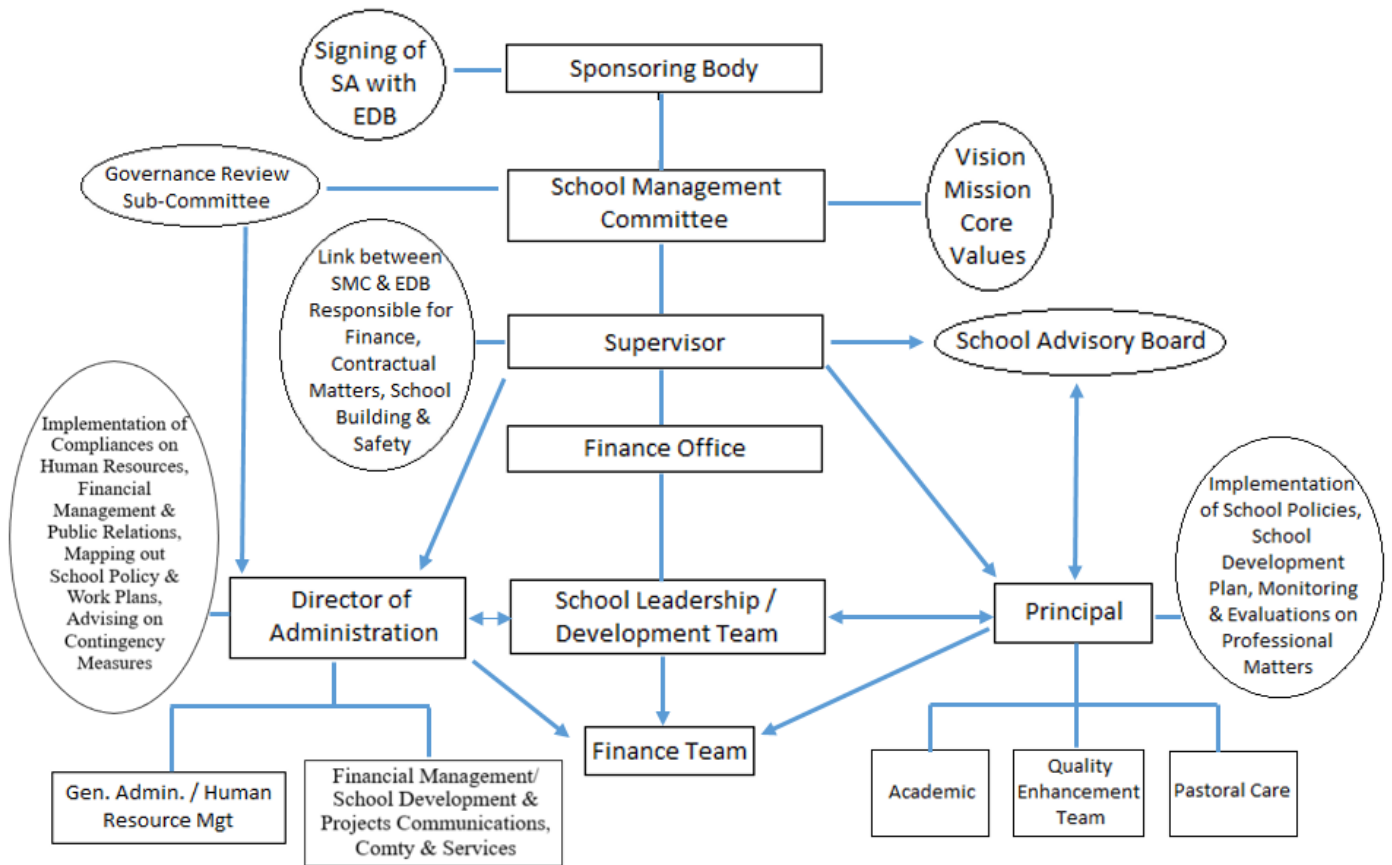 Signing of
SA with
EDB
Sponsoring Body
Governance Review
Sub-Committee
School Management
Committee
Vision
Mission
Core
Values
Link between
SMC & EDB
Responsible for
Finance,
Contractual
Matters, School
Building &
Safety
Supervisor
School Advisory Board
Finance Office
Implementation of
Compliances on
Human Resources,
Financial
Management &
Public Relations,
Mapping out
School Policy &
Work Plans,
Advising on
Contingency
Measures
Director of
Administration
School Leadership /
Development Team
Principal
Implementation
of School Policies,
School
Development
Plan, Monitoring
& Evaluations on
Professional
Matters
Finance Team
Gen. Admin. / Human
Resource Mgt
Financial Management/
School Development &
Projects Communications,
Comty & Services
Academic
Quality
Enhancement
Team
Pastoral Care